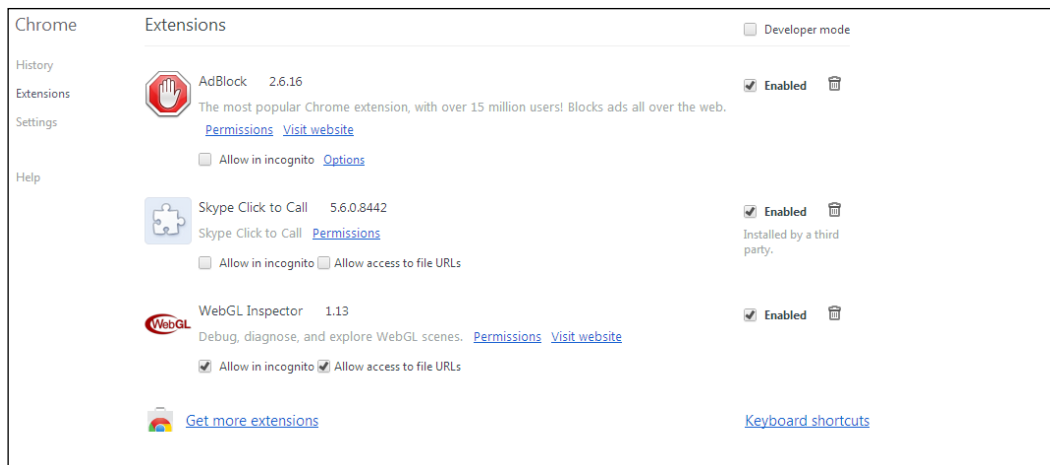 Chrome
History
Extensions
Settings
Help
Extensions
Developer mode
AdBlock 2.6.16
Enabled
The most popular Chrome extension, with over 15 million users! Blocks ads all over the web.
Permissions Visit website
Allow in incognito Options
Skype Click to Call 5.6.0.8442
Enabled
Skype Click to Call Permissions
Installed by a third
party.
Allow in incognito Allow access to file URLs
WebGL
WebGL Inspector 1.13
Enabled
Debug, diagnose, and explore WebGL scenes. Permissions Visit website
Allow in incognito Allow access to file URLs
Get more extensions
Keyboard shortcuts